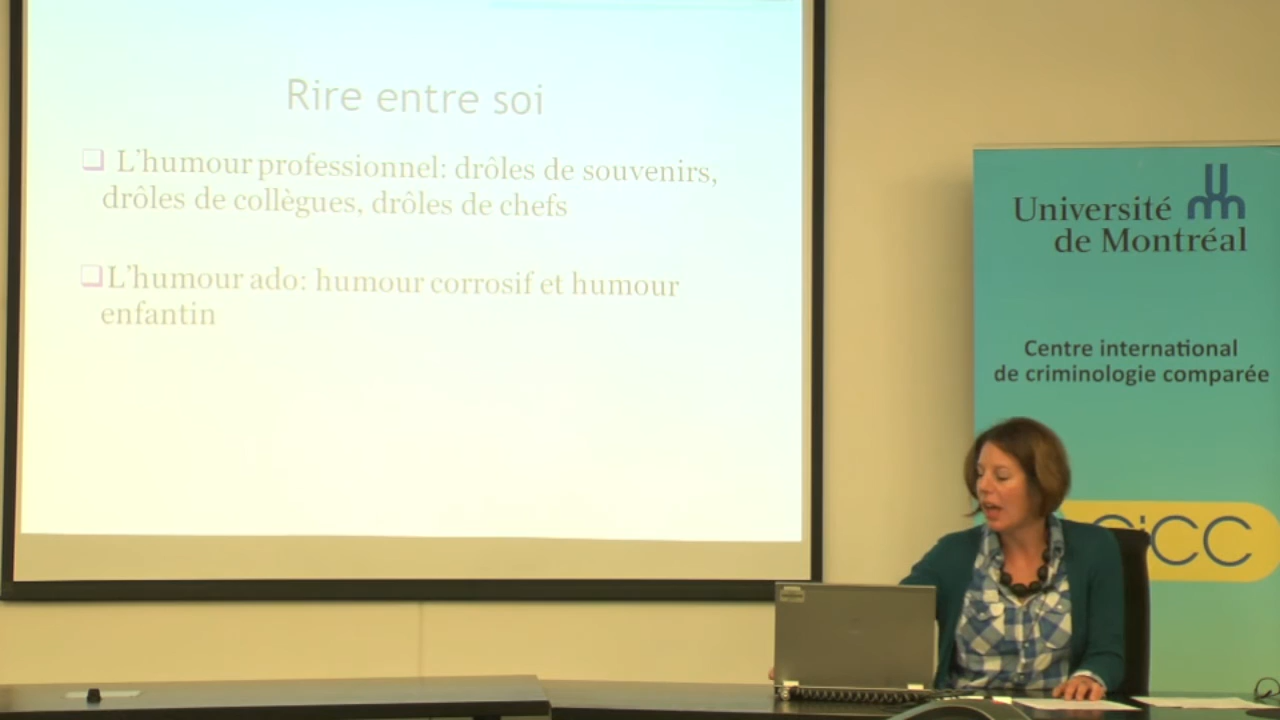 Rire entre soi
L'humour professionnel: drôles de souvenirs,
drôles de collègues, drôles de chefs
L'humour ado: humour corrosif et humour
enfantin
Université
de Montréal
Centre international
de criminologie comparée
CiCC